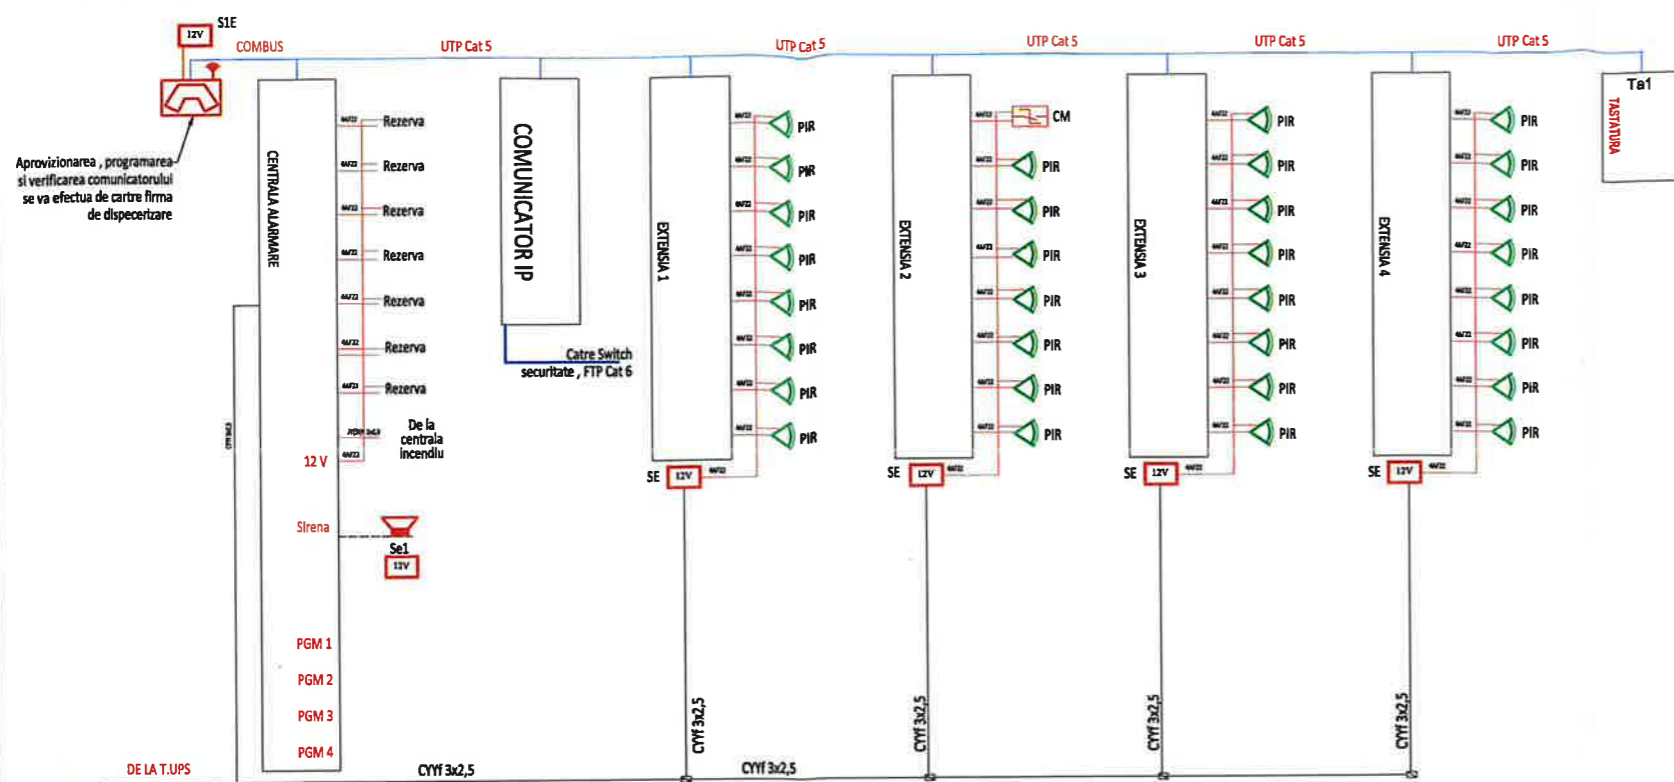 S1E
12V
COMBUS
UTP Cat 5
UTP Cat 5
UTP Cat 5
UTP Cat 5
UTP Cat 5
Aprovizionarea , programarea
si verificarea comunicatorului
se va efectua de cartre firma
de dispecerizare
CENTRALA ALARMARE
Rezerva
Rezerva
Rezerva
Rezerva
Rezerva
Rezerva
Rezerva
De la
centrala
incendiu
12 V
Sirena
Se1
12V
PGM 1
PGM 2
PGM 3
PGM 4
COMUNICATOR IP
Catre Switch
securitate , FTP Cat 6
EXTENSIA 1
PIR
PIR
PIR
PIR
PIR
PIR
PIR
PIR
SE
12V
EXTENSIA 2
CM
PIR
PIR
PIR
PIR
PIR
PIR
PIR
SE
12V
EXTENSIA 3
PIR
PIR
PIR
PIR
PIR
PIR
PIR
PIR
SE
12V
EXTENSIA 4
PIR
PIR
PIR
PIR
PIR
PIR
PIR
PIR
SE
12V
Ta1
TASTATURA
CYYf 3x2,5
CYYf 3x2,5
CYYf 3x2,5
CYYf 3x2,5
DE LA T.UPS
CYYf 3x2,5
CYYf 3x2,5